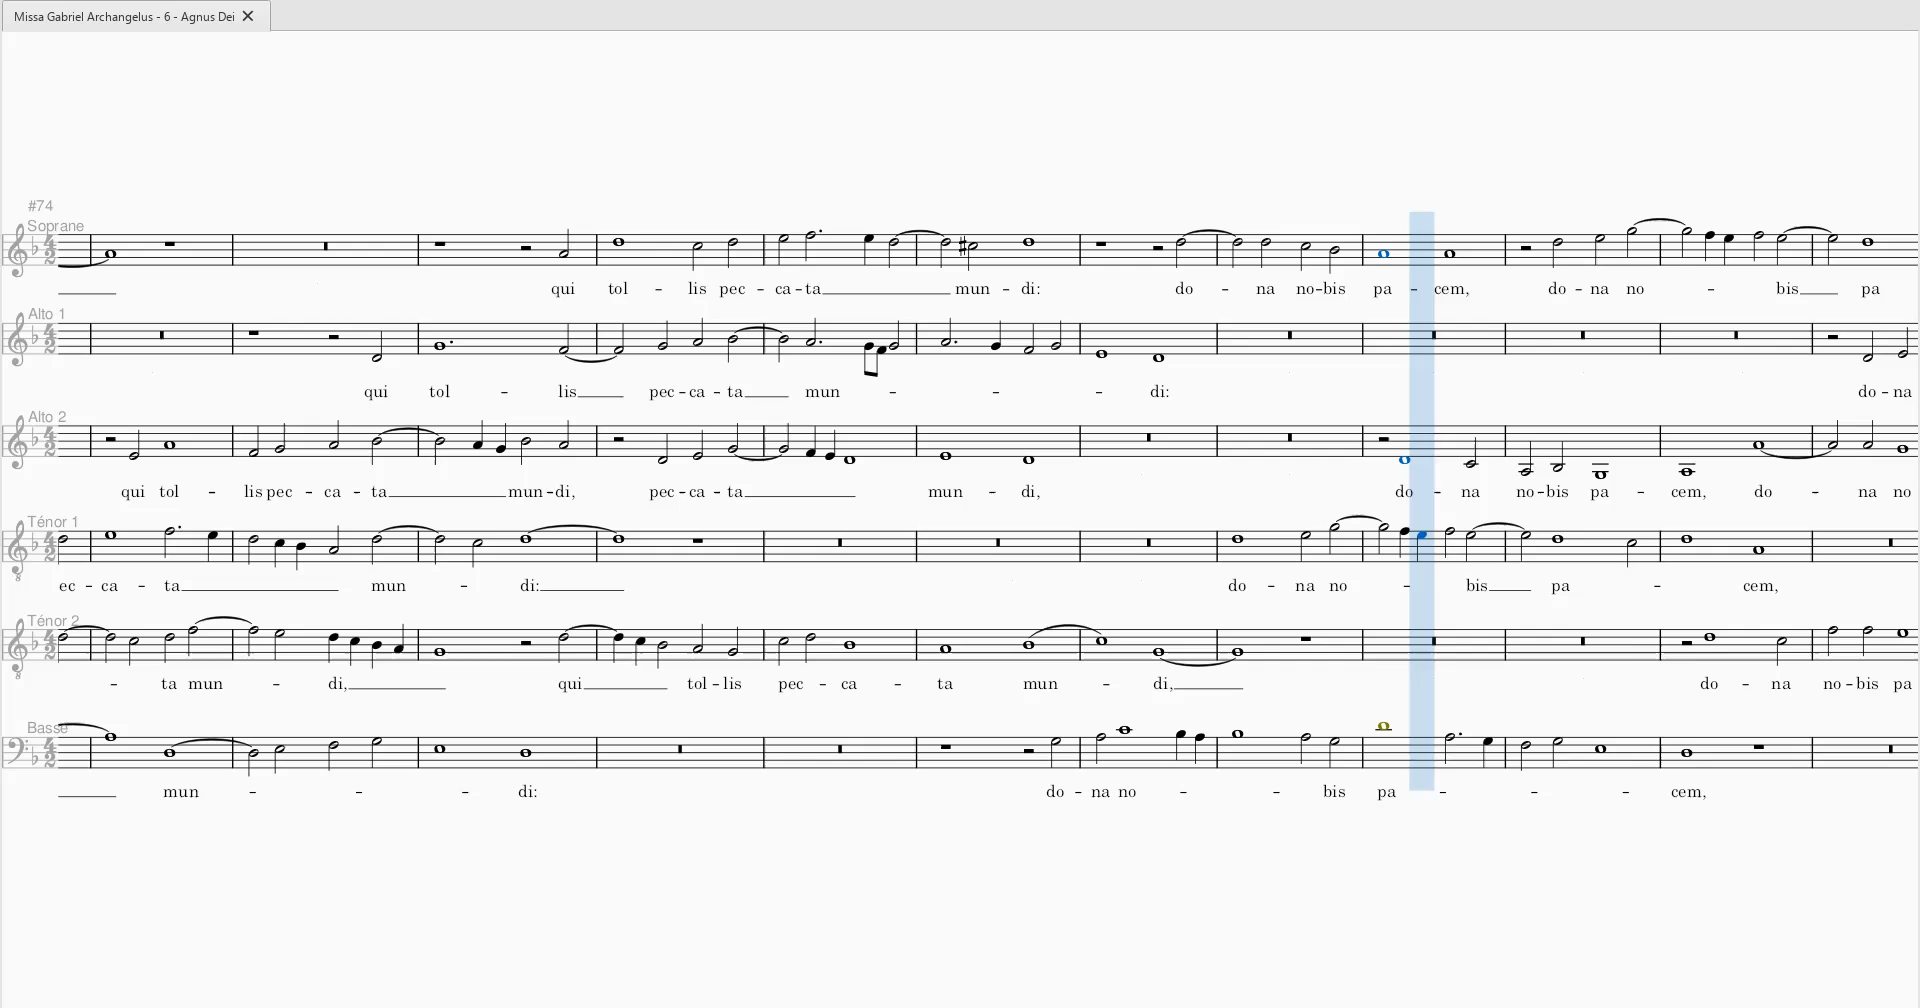 Missa Gabriel Archangelus - 6 - Agnus Dei
#74
Soprane
qui tol - lis pec - ca - ta mun - di: do - na no - bis pa - cem, do - na no - bis pa
Alto 1
qui tol - lis pec - ca - ta mun - - - di: do - na
Alto 2
qui tol - lis pec - ca - ta mun - di, pec - ca - ta mun - di, do - na no - bis pa - cem, do - na no
Ténor 1
ec - ca - ta mun - di: do - na no - bis pa - cem,
Ténor 2
- ta mun - di, qui tol - lis pec - ca - ta mun - di, do - na no - bis pa
Basse
mun - - - di: do - na no - - bis pa - - - cem,